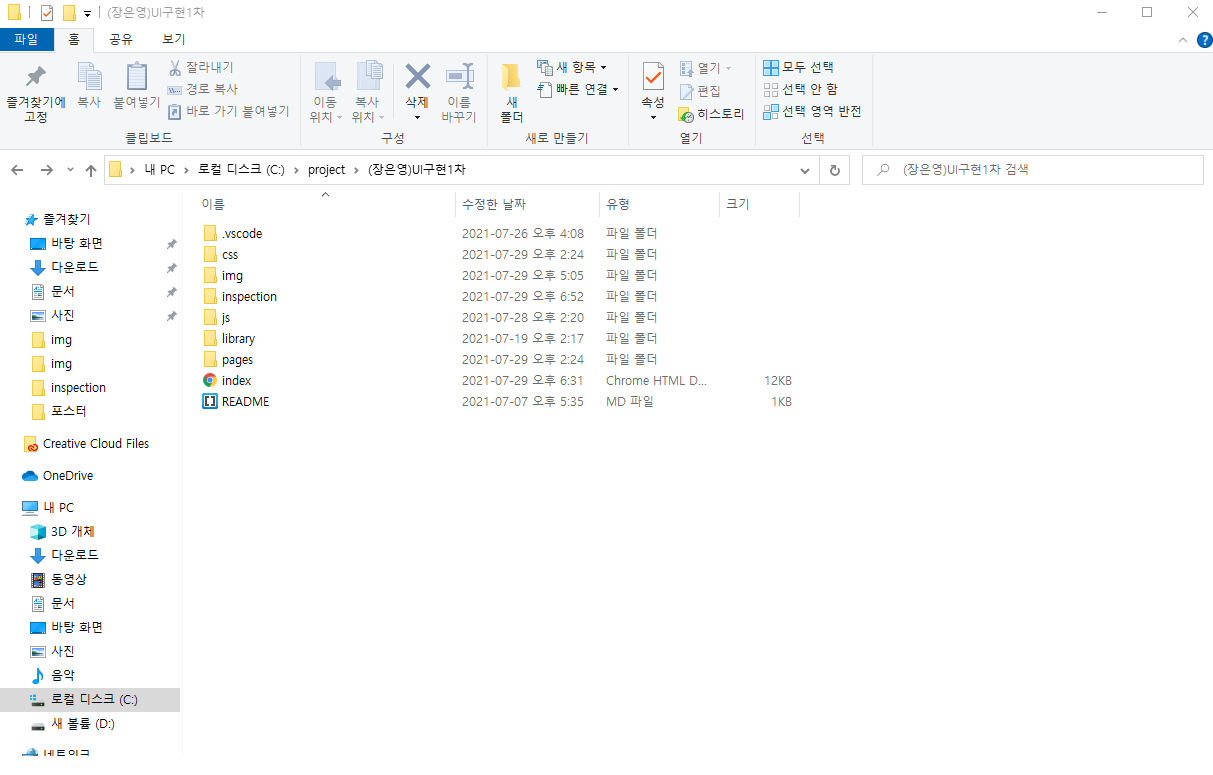 (장은영)UI구현1차
파일 홈 공유 보기
즐겨찾기에 고정
복사
붙여넣기
잘라내기
경로 복사
바로 가기 붙여넣기
클립보드
이동 위치
복사 위치
삭제
이름 바꾸기
구성
새 폴더
새 항목
빠른 연결
새로 만들기
속성
열기
편집
히스토리
열기
모두 선택
선택 안 함
선택 영역 반전
선택
내 PC > 로컬 디스크 (C:) > project > (장은영)UI구현1차
(장은영)UI구현1차 검색
이름 수정한 날짜 유형 크기
.vscode 2021-07-26 오후 4:08 파일 폴더
css 2021-07-29 오후 2:24 파일 폴더
img 2021-07-29 오후 5:05 파일 폴더
inspection 2021-07-29 오후 6:52 파일 폴더
js 2021-07-28 오후 2:20 파일 폴더
library 2021-07-19 오후 2:17 파일 폴더
pages 2021-07-29 오후 2:24 파일 폴더
index 2021-07-29 오후 6:31 Chrome HTML D... 12KB
README 2021-07-07 오후 5:35 MD 파일 1KB
즐겨찾기
바탕 화면
다운로드
문서
사진
img
img
inspection
포스터
Creative Cloud Files
OneDrive
내 PC
3D 개체
다운로드
동영상
문서
바탕 화면
사진
음악
로컬 디스크 (C:)
새 볼륨 (D:)
네트워크